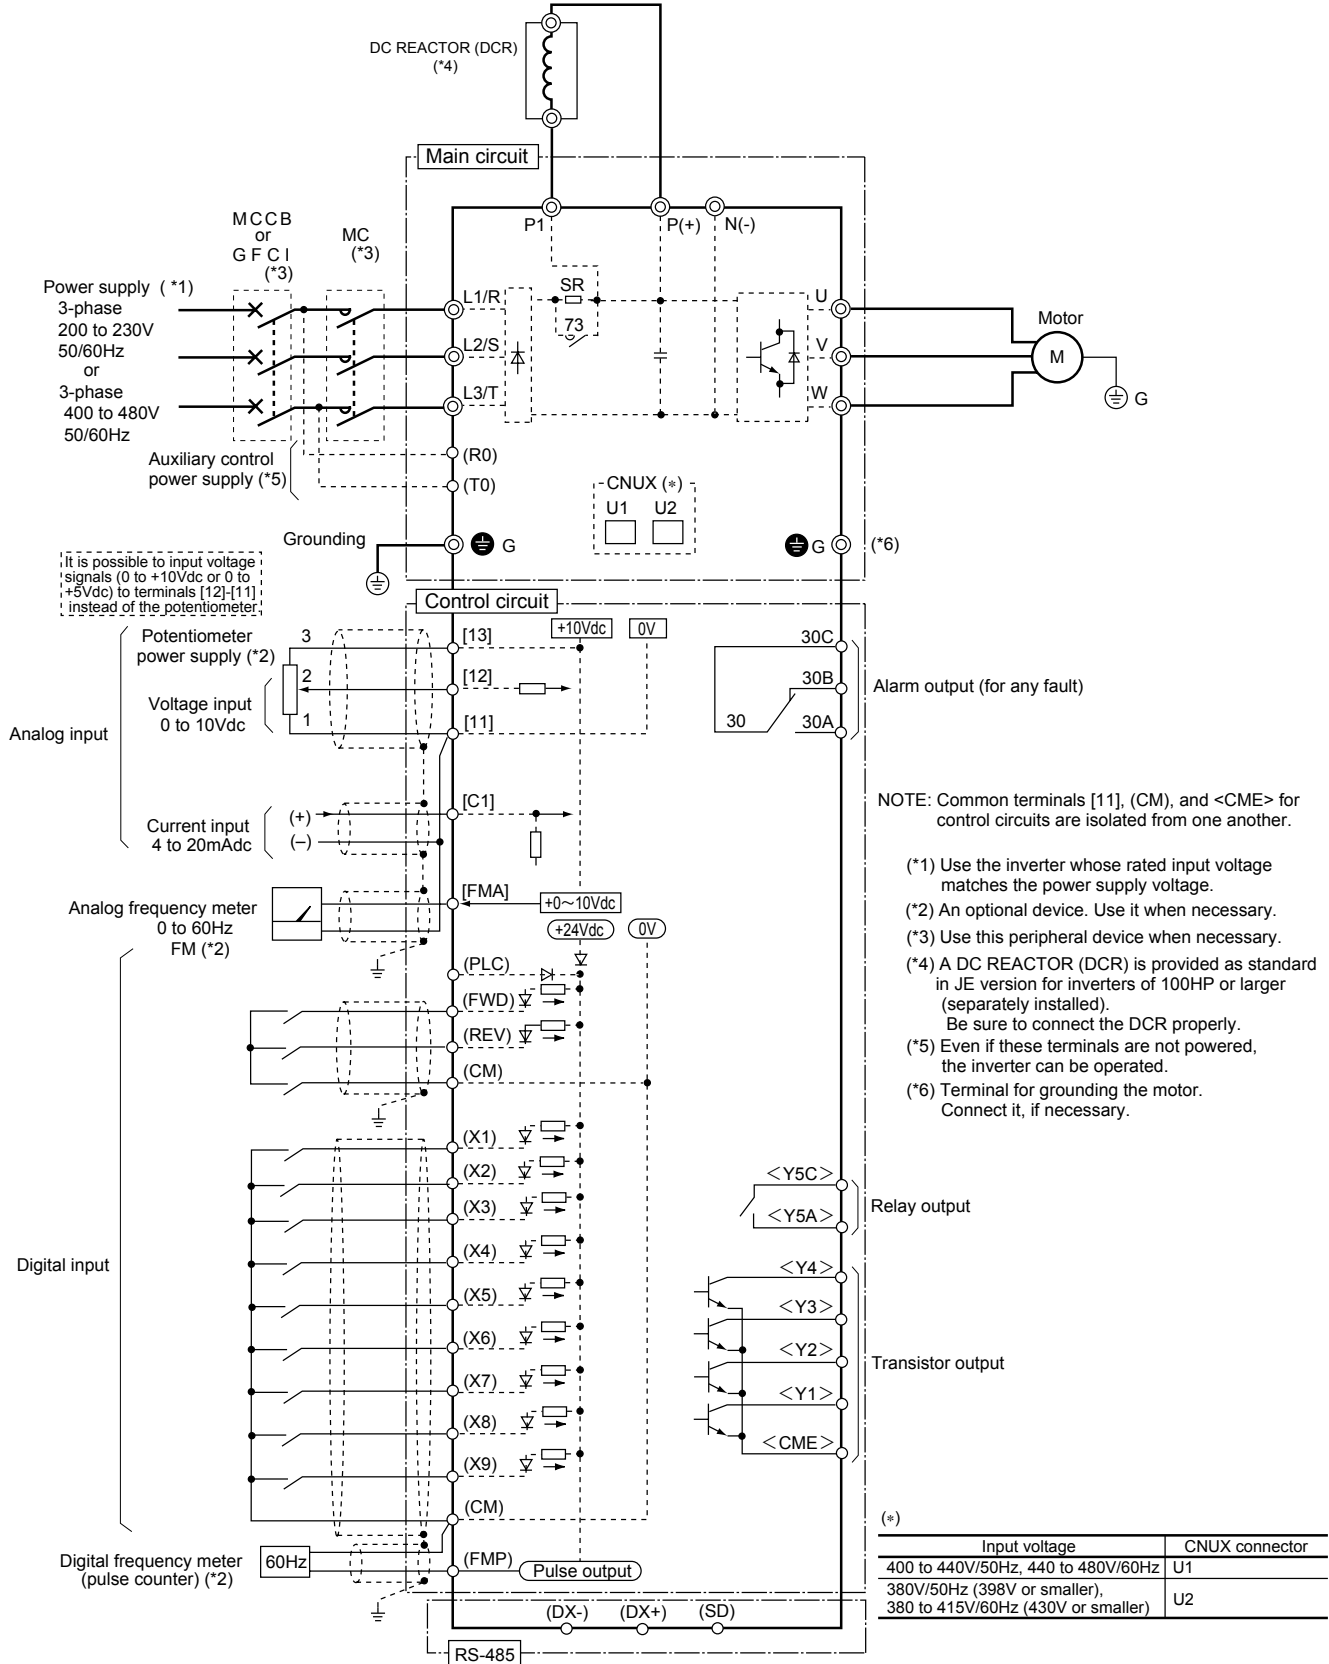 DC REACTOR (DCR)
(*4)
Main circuit
P1
P(+)
N(-)
MCCB
or
GFCI
(*3)
MC
(*3)
Power supply (*1)
3-phase
200 to 230V
50/60Hz
or
3-phase
400 to 480V
50/60Hz
L1/R
L2/S
L3/T
SR
73
U
V
W
Motor
M
G
(R0)
(T0)
Auxiliary control
power supply (*5)
CNUX (*)
U1 U2
Grounding
G
G
(*6)
It is possible to input voltage
signals (0 to +10Vdc or 0 to
+5Vdc) to terminals [12]-[11]
instead of the potentiometer.
Control circuit
+10Vdc
0V
Potentiometer
power supply (*2)
3
2
1
Voltage input
0 to 10Vdc
[13]
[12]
[11]
30C
30B
30
30A
Alarm output (for any fault)
Analog input
Current input
4 to 20mAdc
(+)
(–)
[C1]
NOTE: Common terminals [11], (CM), and <CME> for
control circuits are isolated from one another.
(*1) Use the inverter whose rated input voltage
matches the power supply voltage.
(*2) An optional device. Use it when necessary.
(*3) Use this peripheral device when necessary.
(*4) A DC REACTOR (DCR) is provided as standard
in JE version for inverters of 100HP or larger
(separately installed).
Be sure to connect the DCR properly.
(*5) Even if these terminals are not powered,
the inverter can be operated.
(*6) Terminal for grounding the motor.
Connect it, if necessary.
Analog frequency meter
0 to 60Hz
FM (*2)
[FMA]
+0～10Vdc
+24Vdc
0V
(PLC)
(FWD)
(REV)
(CM)
Digital input
(X1)
(X2)
(X3)
(X4)
(X5)
(X6)
(X7)
(X8)
(X9)
(CM)
<Y5C>
<Y5A>
Relay output
<Y4>
<Y3>
<Y2>
<Y1>
<CME>
Transistor output
Digital frequency meter
(pulse counter) (*2)
60Hz
(FMP)
Pulse output
(DX-) (DX+) (SD)
RS-485
(*)
Input voltage CNUX connector
400 to 440V/50Hz, 440 to 480V/60Hz U1
380V/50Hz (398V or smaller),
380 to 415V/60Hz (430V or smaller) U2